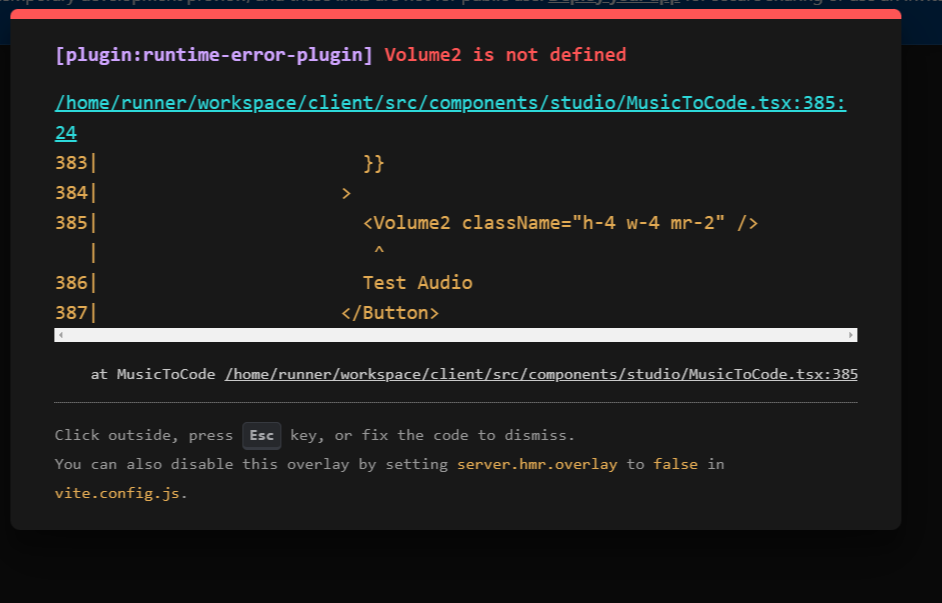 [plugin:runtime-error-plugin] Volume2 is not defined
/home/runner/workspace/client/src/components/studio/MusicToCode.tsx:385:
24
383| }}
384| >
385| <Volume2 className="h-4 w-4 mr-2" />
| ^
386| Test Audio
387| </Button>
at MusicToCode /home/runner/workspace/client/src/components/studio/MusicToCode.tsx:385
Click outside, press Esc key, or fix the code to dismiss.
You can also disable this overlay by setting server.hmr.overlay to false in
vite.config.js.